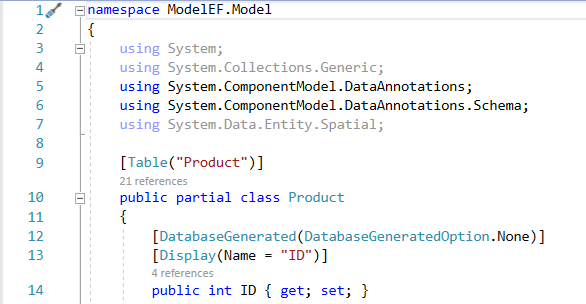 1 namespace ModelEF.Model
2 {
3 using System;
4 using System.Collections.Generic;
5 using System.ComponentModel.DataAnnotations;
6 using System.ComponentModel.DataAnnotations.Schema;
7 using System.Data.Entity.Spatial;
8
9 [Table("Product")]
21 references
10 public partial class Product
11 {
12 [DatabaseGenerated(DatabaseGeneratedOption.None)]
13 [Display(Name = "ID")]
4 references
14 public int ID { get; set; }